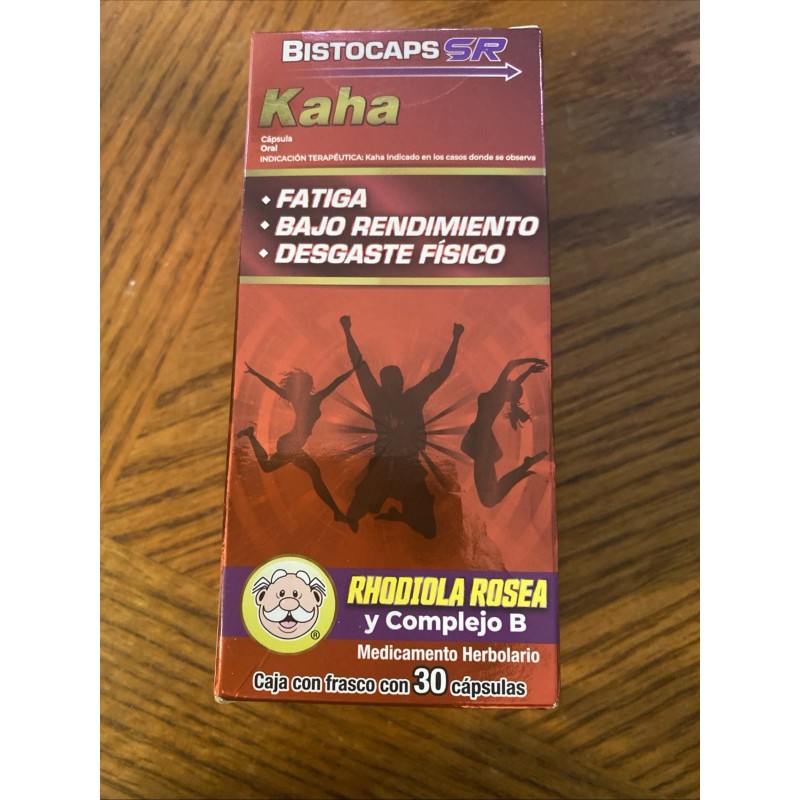 BISTOCAPS SR
Kaha
Cápsula
Oral
INDICACIÓN TERAPÉUTICA: Kaha Indicado en los casos donde se observa
• FATIGA
• BAJO RENDIMIENTO
• DESGASTE FÍSICO
RHODIOLA ROSEA
y Complejo B
®
Medicamento Herbolario
Caja con frasco con 30 cápsulas